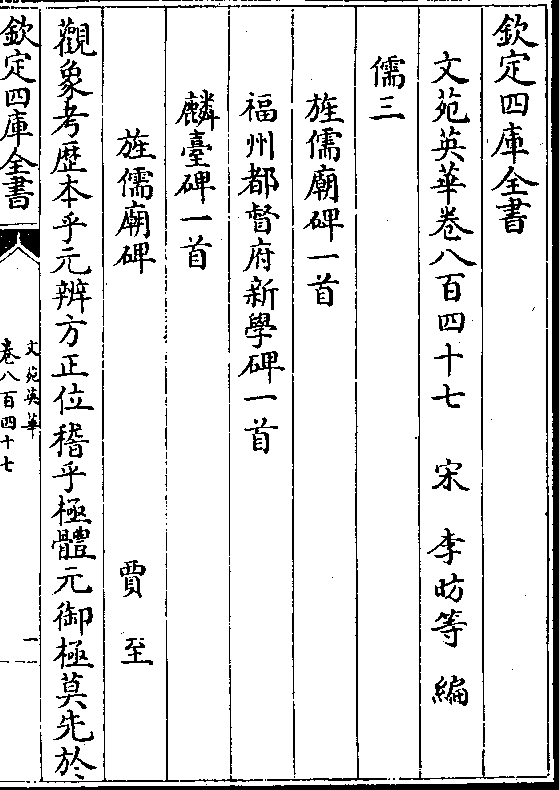 欽定四庫全書
文苑英華卷八百四十七 宋 李昉等 編
儒三
旌儒廟碑一首
福州都督府新學碑一首
麟臺碑一首
旌儒廟碑 賈至
觀象考歷本乎元辨方正位稽乎極體元御極莫先於
欽定四庫全書
文苑英華
卷八百四十七
一